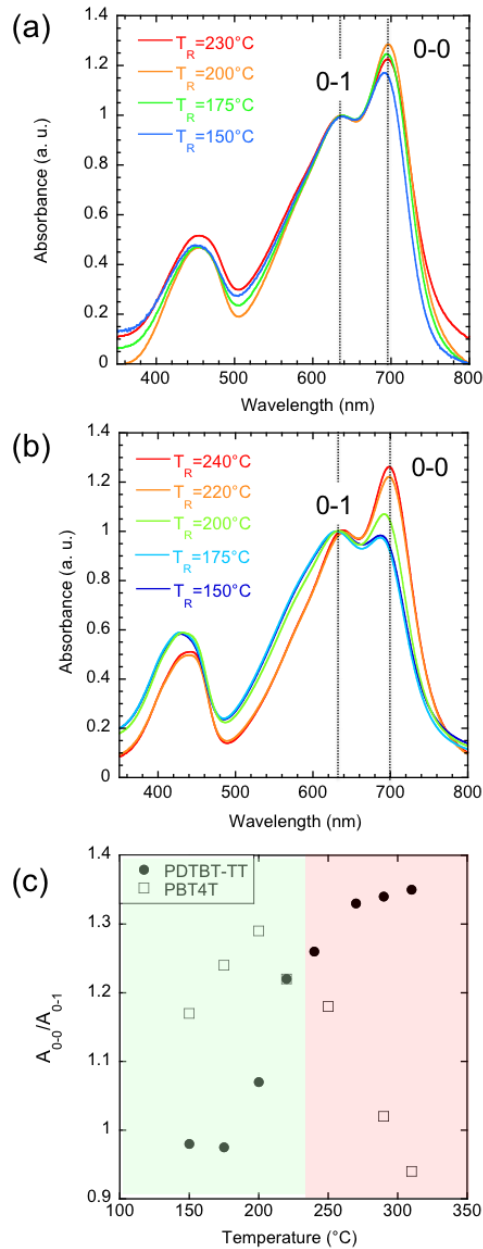 (a)
T_R=230°C
T_R=200°C
T_R=175°C
T_R=150°C
0-1
0-0
1.4
1.2
1
0.8
0.6
0.4
0.2
0
Absorbance (a. u.)
400 500 600 700 800
Wavelength (nm)
(b)
T_R=240°C
T_R=220°C
T_R=200°C
T_R=175°C
T_R=150°C
0-1
0-0
1.4
1.2
1
0.8
0.6
0.4
0.2
0
Absorbance (a. u.)
400 500 600 700 800
Wavelength (nm)
(c)
PDTBT-TT
PBT4T
1.4
1.3
1.2
1.1
1
0.9
A_0-0/A_0-1
100 150 200 250 300 350
Temperature (°C)